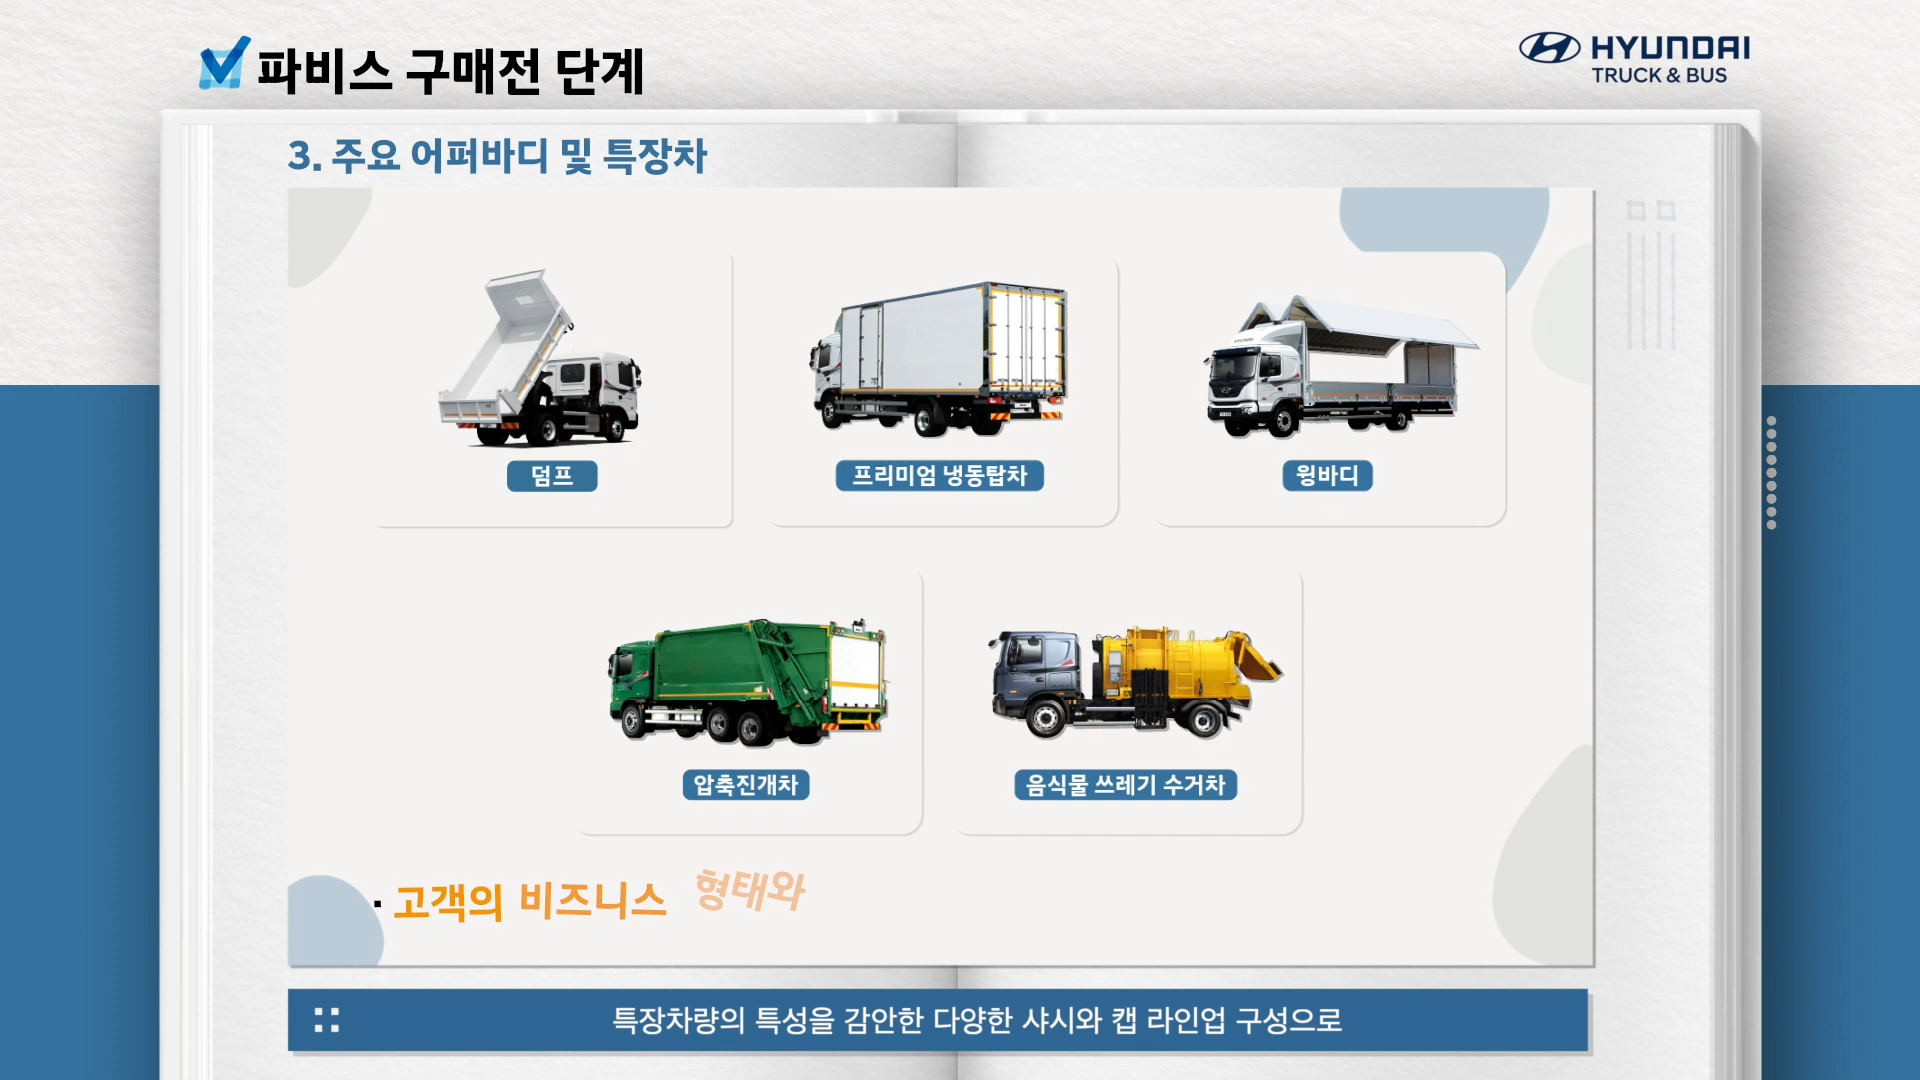 파비스 구매전 단계
HYUNDAI
TRUCK & BUS
3. 주요 어퍼바디 및 특장차
덤프
프리미엄 냉동탑차
윙바디
압축진개차
음식물 쓰레기 수거차
· 고객의 비즈니스 형태와
특장차량의 특성을 감안한 다양한 샤시와 캡 라인업 구성으로